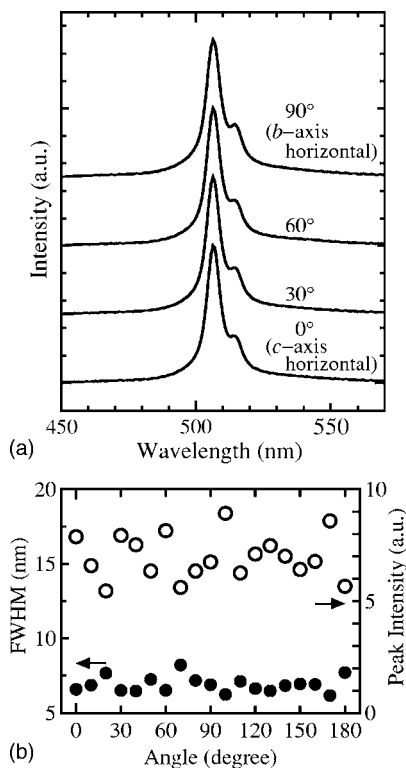 90°
(b-axis
horizontal)
60°
30°
0°
(c-axis
horizontal)
Intensity (a.u.)
450 500 550
Wavelength (nm)
(a)
20 10
15
10 5
5 0
FWHM (nm)
Peak Intensity (a.u.)
0 30 60 90 120 150 180
Angle (degree)
(b)